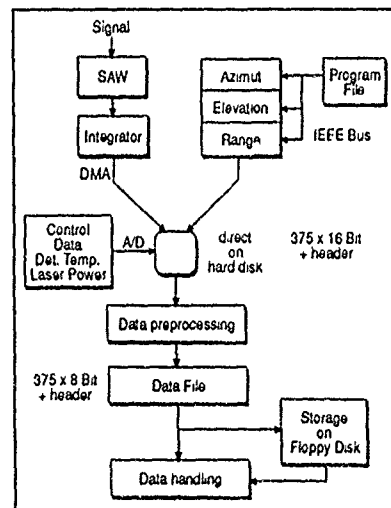 Signal
SAW
Integrator
DMA
Azimut
Elevation
Range
Program
File
IEEE Bus
Control
Data
Det. Temp.
Laser Power
A/D
direct
on
hard disk
375 x 16 Bit
+ header
Data preprocessing
375 x 8 Bit
+ header
Data File
Storage
on
Floppy Disk
Data handling